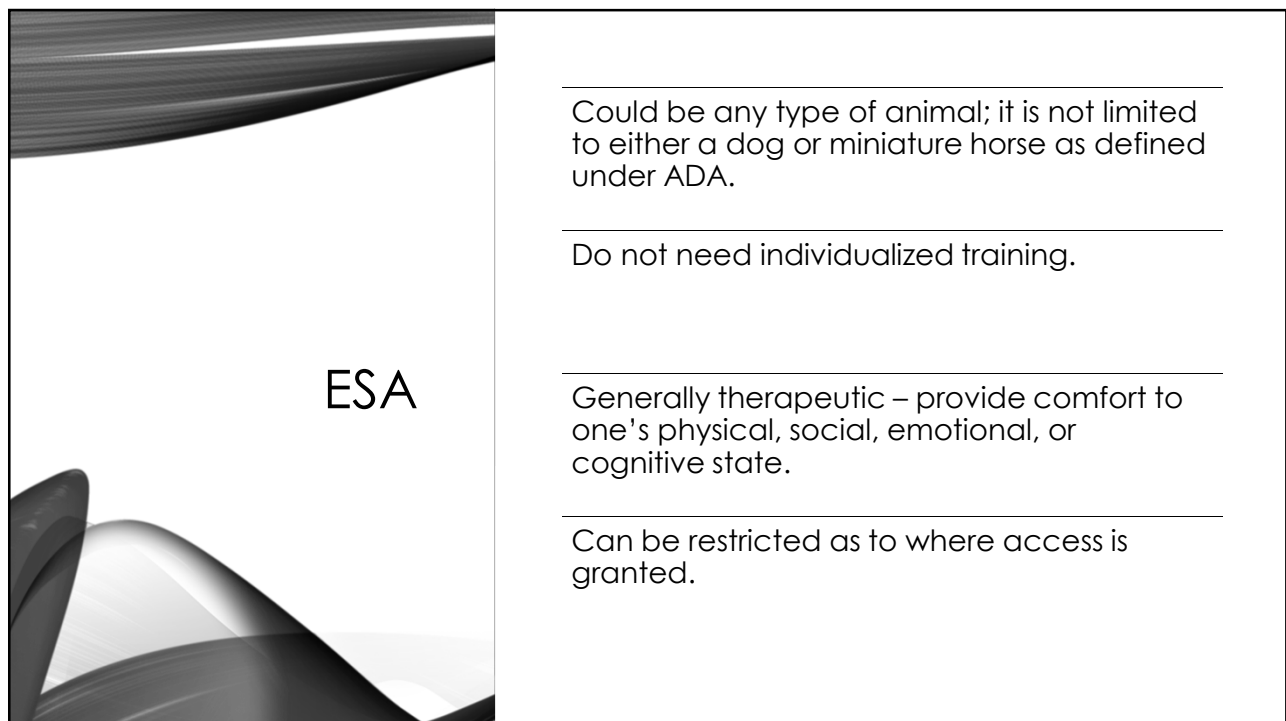 ESA
Could be any type of animal; it is not limited
to either a dog or miniature horse as defined
under ADA.
Do not need individualized training.
Generally therapeutic – provide comfort to
one’s physical, social, emotional, or
cognitive state.
Can be restricted as to where access is
granted.